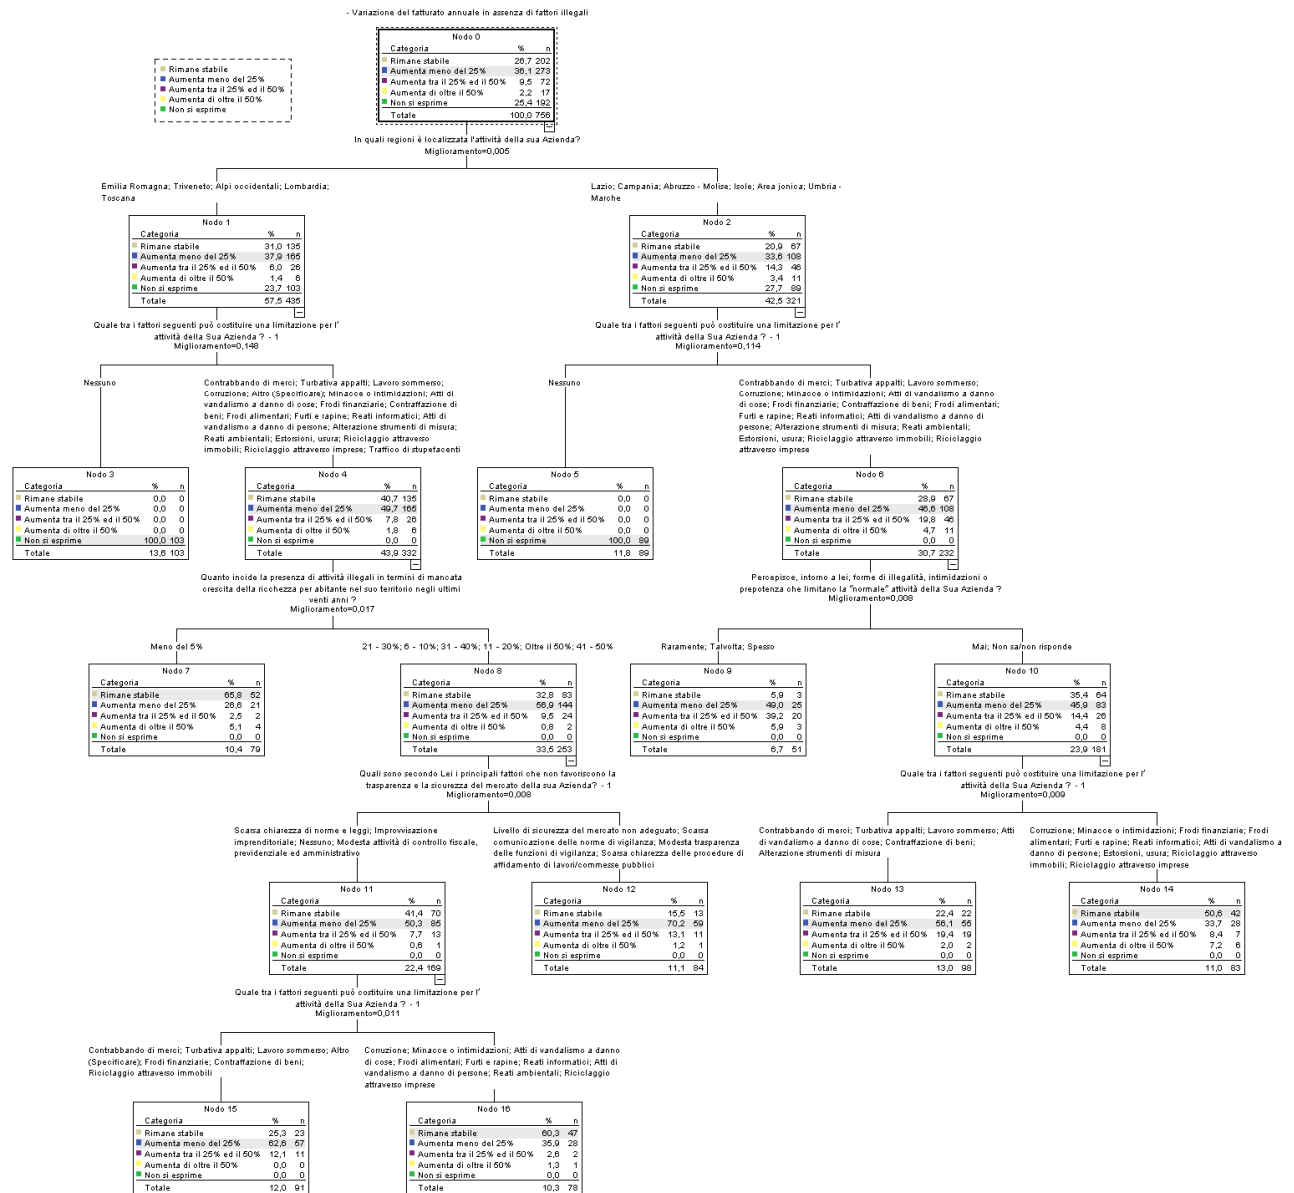 - Variazione del fatturato annuale in assenza di fattori illegali
Rimane stabile
Aumenta meno del 25%
Aumenta tra il 25% ed il 50%
Aumenta di oltre il 50%
Non si esprime
Nodo 0
Categoria % n
Rimane stabile 26,7 202
Aumenta meno del 25% 36,1 273
Aumenta tra il 25% ed il 50% 9,5 72
Aumenta di oltre il 50% 2,2 17
Non si esprime 25,4 192
Totale 100,0 756
In quali regioni è localizzata l'attività della sua Azienda?
Miglioramento=0,005
Emilia Romagna; Triveneto; Alpi occidentali; Lombardia;
Toscana
Lazio; Campania; Abruzzo - Molise; Isole; Area jonica; Umbria -
Marche
Nodo 1
Categoria % n
Rimane stabile 31,0 135
Aumenta meno del 25% 37,9 165
Aumenta tra il 25% ed il 50% 6,0 26
Aumenta di oltre il 50% 1,4 6
Non si esprime 23,7 103
Totale 57,5 435
Nodo 2
Categoria % n
Rimane stabile 20,9 67
Aumenta meno del 25% 33,6 108
Aumenta tra il 25% ed il 50% 14,3 46
Aumenta di oltre il 50% 3,4 11
Non si esprime 27,7 89
Totale 42,5 321
Quale tra i fattori seguenti può costituire una limitazione per l'
attività della Sua Azienda ? - 1
Miglioramento=0,148
Quale tra i fattori seguenti può costituire una limitazione per l'
attività della Sua Azienda ? - 1
Miglioramento=0,114
Nessuno
Contrabbando di merci; Turbativa appalti; Lavoro sommerso;
Corruzione; Altro (Specificare); Minacce o intimidazioni; Atti di
vandalismo a danno di cose; Frodi finanziarie; Contraffazione di
beni; Frodi alimentari; Furti e rapine; Reati informatici; Atti di
vandalismo a danno di persone; Alterazione strumenti di misura;
Reati ambientali; Estorsioni, usura; Riciclaggio attraverso
immobili; Riciclaggio attraverso imprese; Traffico di stupefacenti
Nessuno
Contrabbando di merci; Turbativa appalti; Lavoro sommerso;
Corruzione; Minacce o intimidazioni; Atti di vandalismo a danno
di cose; Frodi finanziarie; Contraffazione di beni; Frodi alimentari;
Furti e rapine; Reati informatici; Atti di vandalismo a danno di
persone; Alterazione strumenti di misura; Reati ambientali;
Estorsioni, usura; Riciclaggio attraverso immobili; Riciclaggio
attraverso imprese
Nodo 3
Categoria % n
Rimane stabile 0,0 0
Aumenta meno del 25% 0,0 0
Aumenta tra il 25% ed il 50% 0,0 0
Aumenta di oltre il 50% 0,0 0
Non si esprime 100,0 103
Totale 13,6 103
Nodo 4
Categoria % n
Rimane stabile 40,7 135
Aumenta meno del 25% 49,7 165
Aumenta tra il 25% ed il 50% 7,8 26
Aumenta di oltre il 50% 1,8 6
Non si esprime 0,0 0
Totale 43,9 332
Nodo 5
Categoria % n
Rimane stabile 0,0 0
Aumenta meno del 25% 0,0 0
Aumenta tra il 25% ed il 50% 0,0 0
Aumenta di oltre il 50% 0,0 0
Non si esprime 100,0 89
Totale 11,8 89
Nodo 6
Categoria % n
Rimane stabile 28,9 67
Aumenta meno del 25% 46,6 108
Aumenta tra il 25% ed il 50% 19,8 46
Aumenta di oltre il 50% 4,7 11
Non si esprime 0,0 0
Totale 30,7 232
Quanto incide la presenza di attività illegali in termini di mancata
crescita della ricchezza per abitante nel suo territorio negli ultimi
venti anni ?
Miglioramento=0,017
Percepisce, intorno a lei, forme di illegalità, intimidazioni o
prepotenza che limitano la "normale" attività della Sua Azienda ?
Miglioramento=0,008
Meno del 5%
21 - 30%; 6 - 10%; 31 - 40%; 11 - 20%; Oltre il 50%; 41 - 50%
Raramente; Talvolta; Spesso
Mai; Non sa/non risponde
Nodo 7
Categoria % n
Rimane stabile 65,8 52
Aumenta meno del 25% 26,6 21
Aumenta tra il 25% ed il 50% 2,5 2
Aumenta di oltre il 50% 5,1 4
Non si esprime 0,0 0
Totale 10,4 79
Nodo 8
Categoria % n
Rimane stabile 32,8 83
Aumenta meno del 25% 56,9 144
Aumenta tra il 25% ed il 50% 9,5 24
Aumenta di oltre il 50% 0,8 2
Non si esprime 0,0 0
Totale 33,5 253
Nodo 9
Categoria % n
Rimane stabile 5,9 3
Aumenta meno del 25% 49,0 25
Aumenta tra il 25% ed il 50% 39,2 20
Aumenta di oltre il 50% 5,9 3
Non si esprime 0,0 0
Totale 6,7 51
Nodo 10
Categoria % n
Rimane stabile 35,4 64
Aumenta meno del 25% 45,9 83
Aumenta tra il 25% ed il 50% 14,4 26
Aumenta di oltre il 50% 4,4 8
Non si esprime 0,0 0
Totale 23,9 181
Quali sono secondo Lei i principali fattori che non favoriscono la
trasparenza e la sicurezza del mercato della sua Azienda? - 1
Miglioramento=0,008
Quale tra i fattori seguenti può costituire una limitazione per l'
attività della Sua Azienda ? - 1
Miglioramento=0,009
Scarsa chiarezza di norme e leggi; Improvvisazione
imprenditoriale; Nessuno; Modesta attività di controllo fiscale,
previdenziale ed amministrativo
Livello di sicurezza del mercato non adeguato; Scarsa
comunicazione delle norme di vigilanza; Modesta trasparenza
delle funzioni di vigilanza; Scarsa chiarezza delle procedure di
affidamento di lavori/commesse pubblici
Contrabbando di merci; Turbativa appalti; Lavoro sommerso; Atti
di vandalismo a danno di cose; Contraffazione di beni;
Alterazione strumenti di misura
Corruzione; Minacce o intimidazioni; Frodi finanziarie; Frodi
alimentari; Furti e rapine; Reati informatici; Atti di vandalismo a
danno di persone; Estorsioni, usura; Riciclaggio attraverso
immobili; Riciclaggio attraverso imprese
Nodo 11
Categoria % n
Rimane stabile 41,4 70
Aumenta meno del 25% 50,3 85
Aumenta tra il 25% ed il 50% 7,7 13
Aumenta di oltre il 50% 0,6 1
Non si esprime 0,0 0
Totale 22,4 169
Nodo 12
Categoria % n
Rimane stabile 15,5 13
Aumenta meno del 25% 70,2 59
Aumenta tra il 25% ed il 50% 13,1 11
Aumenta di oltre il 50% 1,2 1
Non si esprime 0,0 0
Totale 11,1 84
Nodo 13
Categoria % n
Rimane stabile 22,4 22
Aumenta meno del 25% 56,1 55
Aumenta tra il 25% ed il 50% 19,4 19
Aumenta di oltre il 50% 2,0 2
Non si esprime 0,0 0
Totale 13,0 98
Nodo 14
Categoria % n
Rimane stabile 50,6 42
Aumenta meno del 25% 33,7 28
Aumenta tra il 25% ed il 50% 8,4 7
Aumenta di oltre il 50% 7,2 6
Non si esprime 0,0 0
Totale 11,0 83
Quale tra i fattori seguenti può costituire una limitazione per l'
attività della Sua Azienda ? - 1
Miglioramento=0,011
Contrabbando di merci; Turbativa appalti; Lavoro sommerso; Altro
(Specificare); Frodi finanziarie; Contraffazione di beni;
Riciclaggio attraverso immobili
Corruzione; Minacce o intimidazioni; Atti di vandalismo a danno
di cose; Frodi alimentari; Furti e rapine; Reati informatici; Atti di
vandalismo a danno di persone; Reati ambientali; Riciclaggio
attraverso imprese
Nodo 15
Categoria % n
Rimane stabile 25,3 23
Aumenta meno del 25% 62,6 57
Aumenta tra il 25% ed il 50% 12,1 11
Aumenta di oltre il 50% 0,0 0
Non si esprime 0,0 0
Totale 12,0 91
Nodo 16
Categoria % n
Rimane stabile 60,3 47
Aumenta meno del 25% 35,9 28
Aumenta tra il 25% ed il 50% 2,6 2
Aumenta di oltre il 50% 1,3 1
Non si esprime 0,0 0
Totale 10,3 78